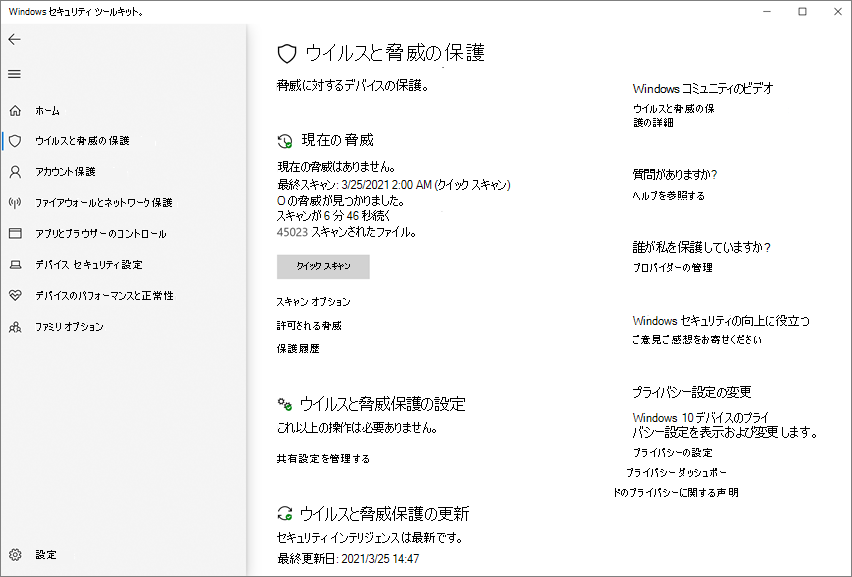 Windows セキュリティ ツールキット。
ホーム
ウイルスと脅威の保護
アカウント保護
ファイアウォールとネットワーク保護
アプリとブラウザーのコントロール
デバイス セキュリティ設定
デバイスのパフォーマンスと正常性
ファミリ オプション
設定
ウイルスと脅威の保護
脅威に対するデバイスの保護。
現在の脅威
現在の脅威はありません。
最終スキャン: 3/25/2021 2:00 AM (クイック スキャン)
0 の脅威が見つかりました。
スキャンが 6 分 46 秒続く
45023 スキャンされたファイル。
クイック スキャン
スキャン オプション
許可される脅威
保護履歴
ウイルスと脅威保護の設定
これ以上の操作は必要ありません。
共有設定を管理する
ウイルスと脅威保護の更新
セキュリティ インテリジェンスは最新です。
最終更新日: 2021/3/25 14:47
Windows コミュニティのビデオ
ウイルスと脅威の保
護の詳細
質問がありますか?
ヘルプを参照する
誰が私を保護していますか?
プロバイダーの管理
Windows セキュリティの向上に役立つ
ご意見ご感想をお寄せください
プライバシー設定の変更
Windows 10 デバイスのプライ
バシー設定を表示および変更します。
プライバシーの設定
プライバシー ダッシュボー
ドのプライバシーに関する声明